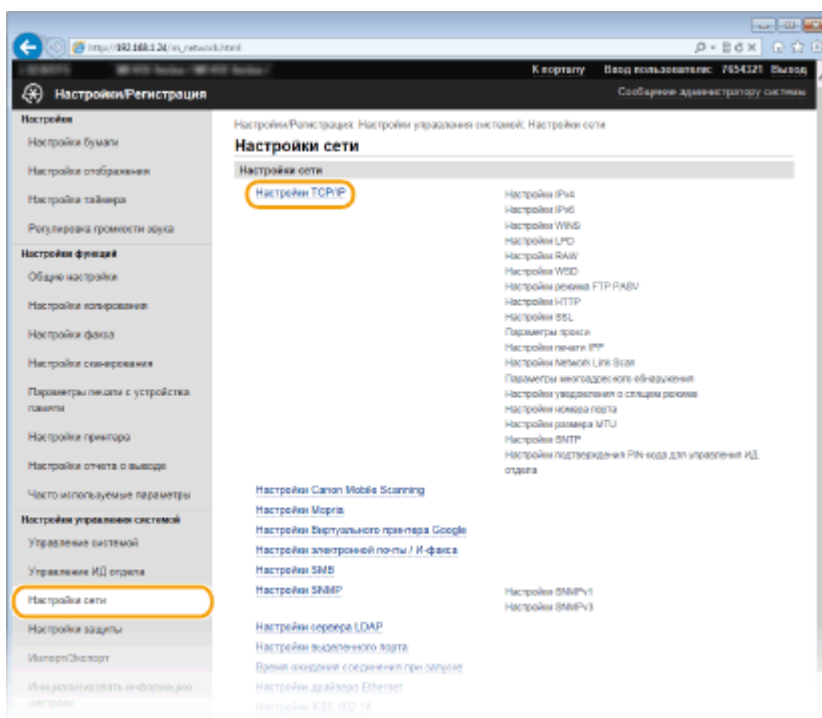 http://192.168.1.24/m_network.html
К порталу Вход пользователя: 7654321 Выход
Настройки/Регистрация
Сообщение администратору системы
Настройки
Настройки бумаги
Настройки отображения
Настройки таймера
Регулировка громкости звука
Настройки функций
Общие настройки
Настройки копирования
Настройки факса
Настройки сканирования
Параметры печати с устройства
памяти
Настройки принтера
Настройки отчета о выводе
Часто используемые параметры
Настройки управления системой
Управление системой
Управление ИД отдела
Настройки сети
Настройки защиты
Импорт/Экспорт
Инициализировать информацию
настроек
Настройки/Регистрация: Настройки управления системой: Настройки сети
Настройки сети
Настройки сети
Настройки TCP/IP
Настройки IPv4
Настройки IPv6
Настройки WINS
Настройки LPD
Настройки RAW
Настройки WSD
Настройки режима FTP PASV
Настройки HTTP
Настройки SSL
Параметры прокси
Настройки печати IPP
Настройки Network Link Scan
Параметры многоадресного обнаружения
Настройки уведомления о спящем режиме
Настройки номера порта
Настройки размера MTU
Настройки SNTP
Настройки подтверждения PIN-кода для управления ИД
отдела
Настройки Canon Mobile Scanning
Настройки Mopria
Настройки Виртуального принтера Google
Настройки электронной почты / И-факса
Настройки SMB
Настройки SNMP
Настройки SNMPv1
Настройки SNMPv3
Настройки сервера LDAP
Настройки выделенного порта
Время ожидания соединения при запуске
Настройки драйвера Ethernet
Настройки IEEE 802.1X